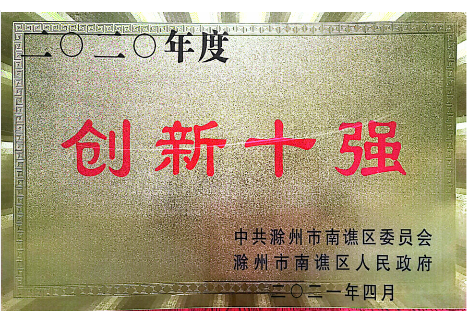 二〇二〇年度
创新十强
中共滁州市南谯区委员会
滁州市南谯区人民政府
二〇二一年四月